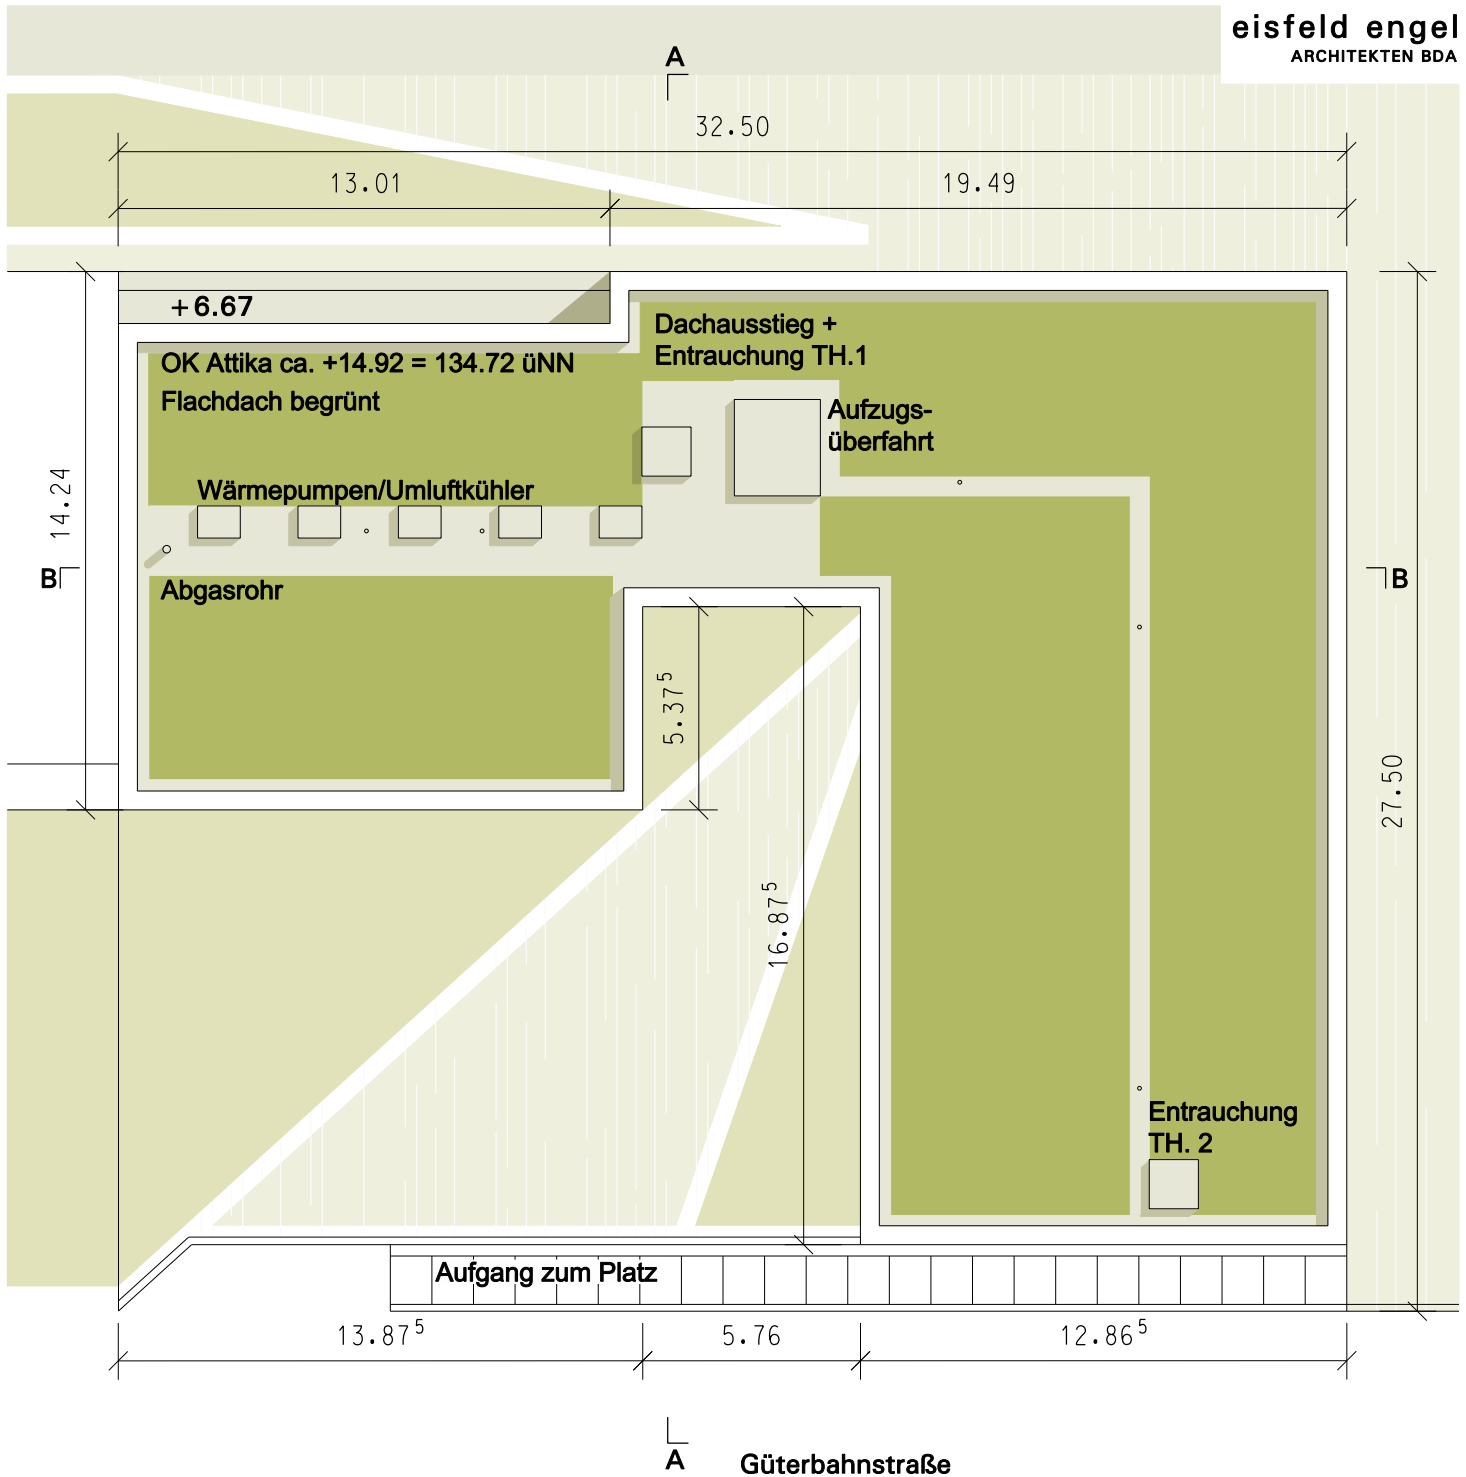 eisfeld engel
ARCHITEKTEN BDA
A
32.50
13.01
19.49
+6.67
Dachausstieg +
Entrauchung TH.1
OK Attika ca. +14.92 = 134.72 üNN
Flachdach begrünt
Aufzugs-
überfahrt
14.24
Wärmepumpen/Umluftkühler
B
B
Abgasrohr
5.37⁵
27.50
16.87⁵
Entrauchung
TH. 2
Aufgang zum Platz
13.87⁵
5.76
12.86⁵
A
Güterbahnstraße